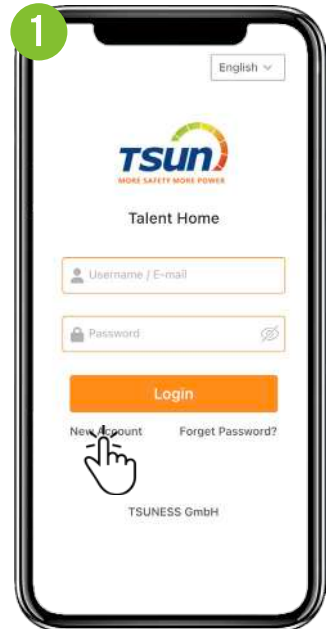 1
English
TSUN
MORE SAFETY MORE POWER
Talent Home
Username / E-mail
Password
Login
New Account Forget Password?
TSUNESS GmbH